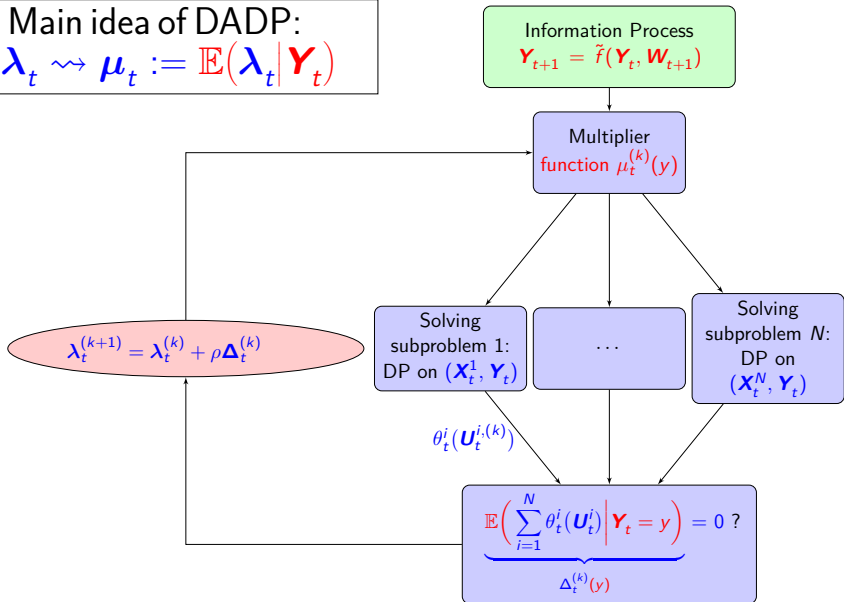 Main idea of DADP:
λ_t ⇝ μ_t := 𝔼(λ_t | Y_t)
Information Process
Y_{t+1} = f̃(Y_t, W_{t+1})
Multiplier
function μ_t^{(k)}(y)
Solving
subproblem 1:
DP on (X_t^1, Y_t)
...
Solving
subproblem N:
DP on
(X_t^N, Y_t)
λ_t^{(k+1)} = λ_t^{(k)} + ρΔ_t^{(k)}
θ_t^i(U_t^{i,(k)})
𝔼(∑_{i=1}^N θ_t^i(U_t^i) | Y_t = y) = 0 ?
Δ_t^{(k)}(y)